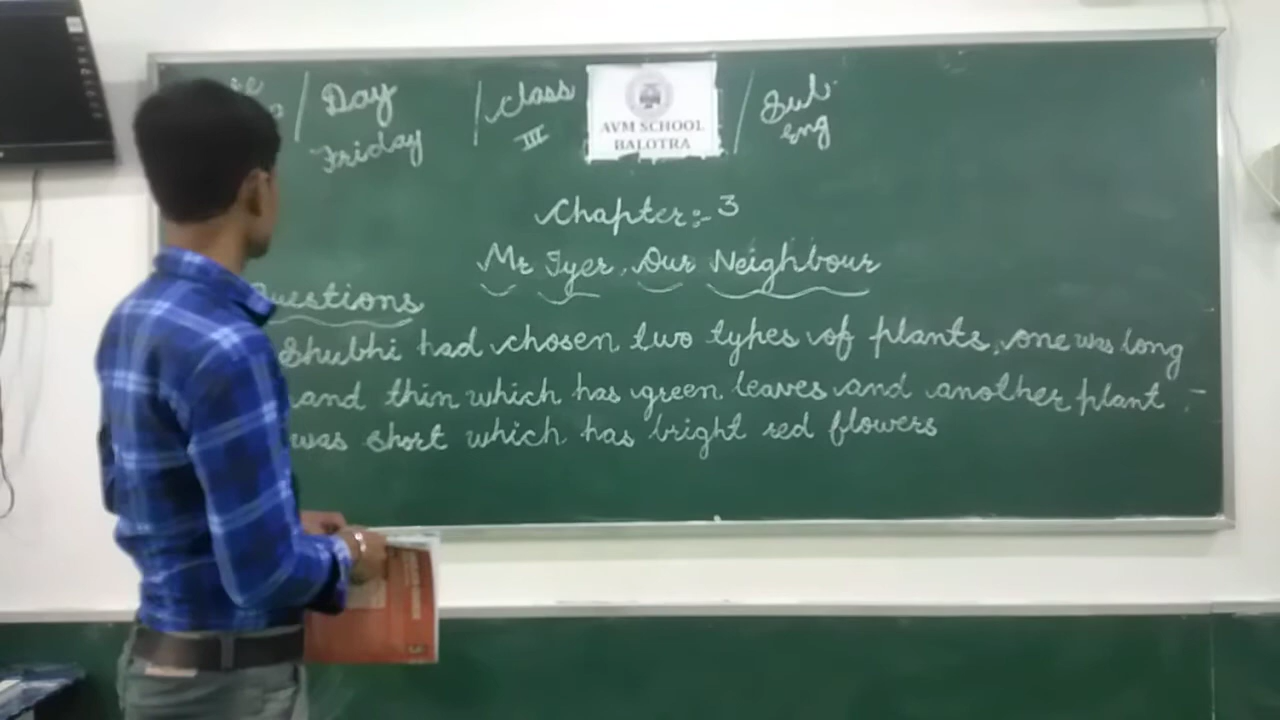 / Day / Class / Sub.
Friday III Eng
AVM SCHOOL
BALOTRA
Chapter:- 3
Mr Iyer, Our Neighbour
Questions
Shubhi had chosen two types of plants, one was long
and thin which has green leaves and another plant
was short which has bright red flowers